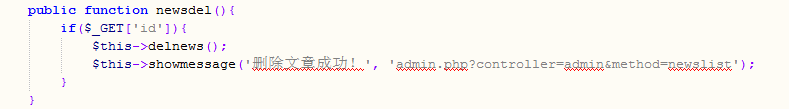 public function newsdel(){
if($_GET['id']){
$this->delnews();
$this->showmessage('删除文章成功！', 'admin.php?controller=admin&method=newslist');
}
}